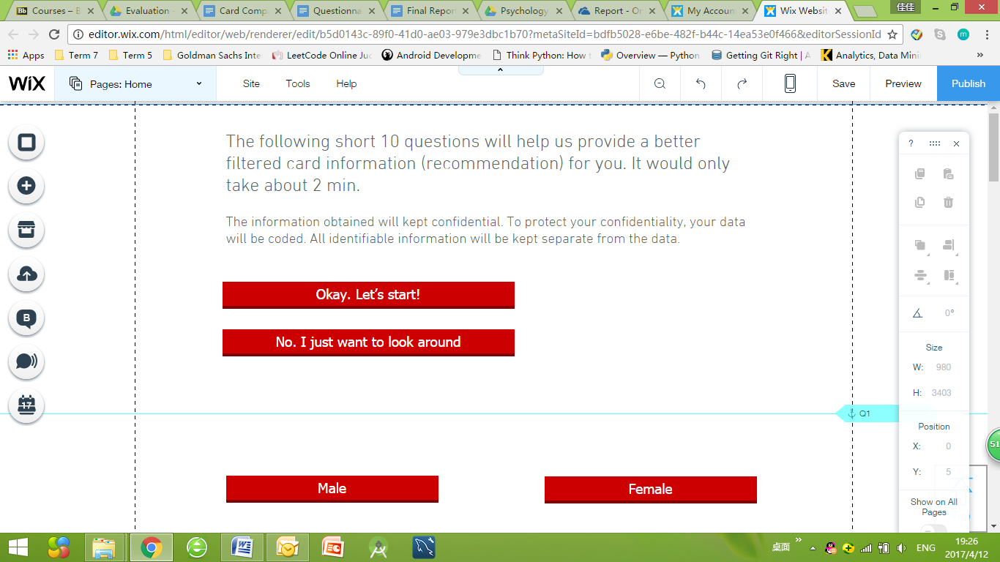 Courses – B
Evaluation -
Card Comp
Questionna
Final Report
Psychology
Report - On
My Accoun
Wix Websit
佳佳
editor.wix.com/html/editor/web/renderer/edit/b5d0143c-89f0-41d0-ae03-979e3dbc1b70?metaSiteId=bdfb5028-e6be-482f-b44c-14ea53e0f466&editorSessionId
Apps
Term 7
Term 5
Goldman Sachs Inte
LeetCode Online Juc
Android Developme
Think Python: How t
Overview — Python
Getting Git Right | A
Analytics, Data Mini
»
WiX
Pages: Home
Site
Tools
Help
Save
Preview
Publish
The following short 10 questions will help us provide a better
filtered card information (recommendation) for you. It would only
take about 2 min.
The information obtained will kept confidential. To protect your confidentiality, your data
will be coded. All identifiable information will be kept separate from the data.
Okay. Let's start!
No. I just want to look around
Q1
Male
Female
?
0°
Size
W: 980
H: 3403
Position
X: 0
Y: 5
Show on All
Pages
B
17
51
桌面
ENG
19:26
2017/4/12